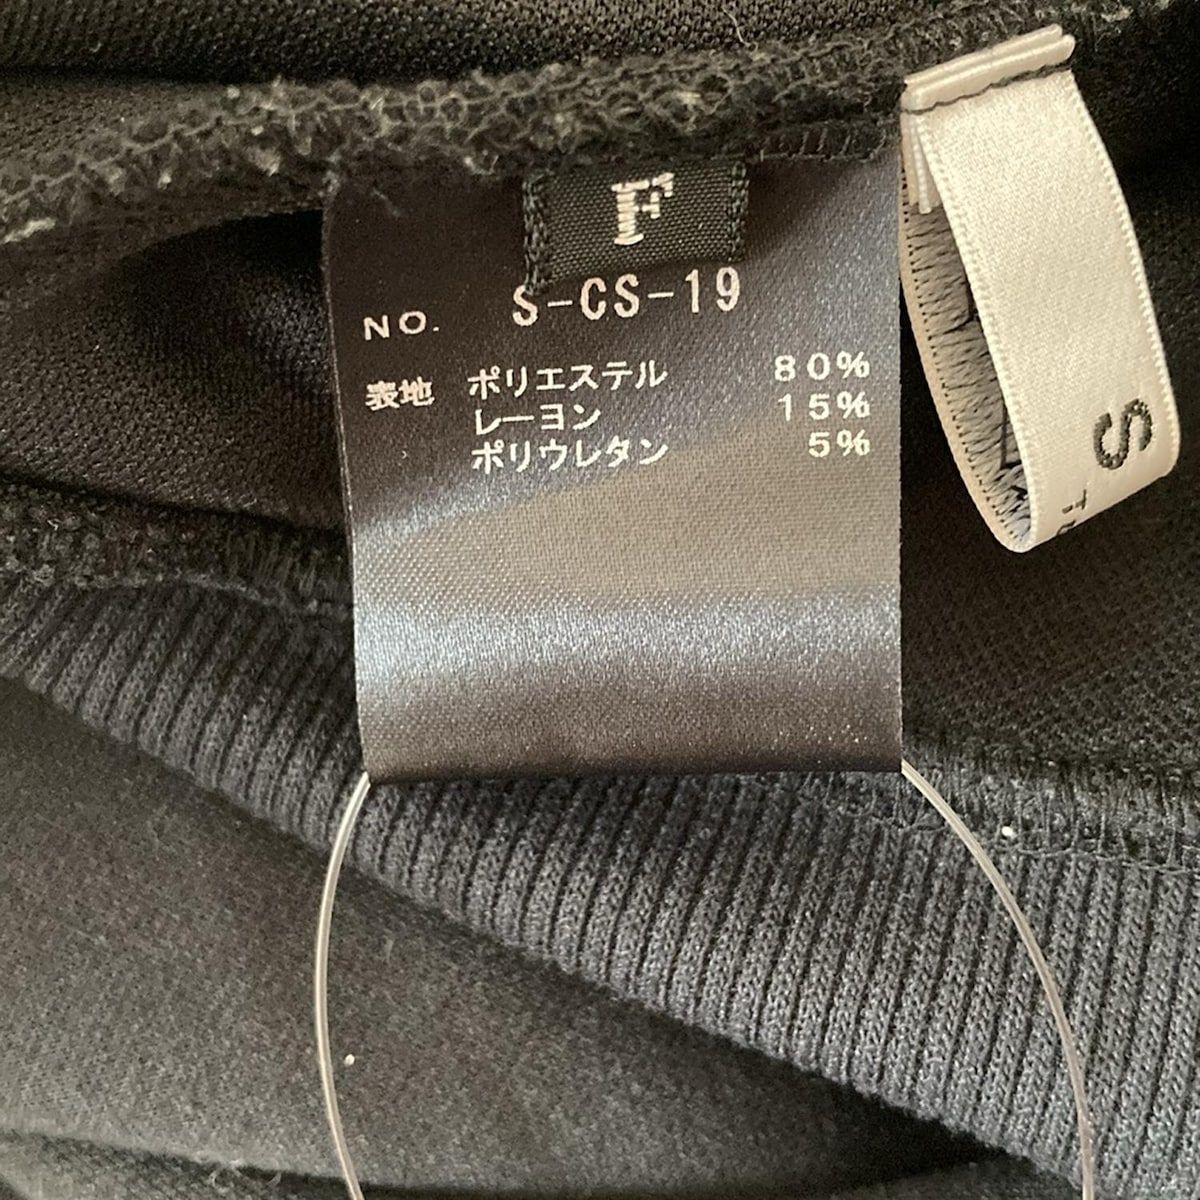 F
NO. S-CS-19
表地 ポリエステル 80%
レーヨン 15%
ポリウレタン 5%
S